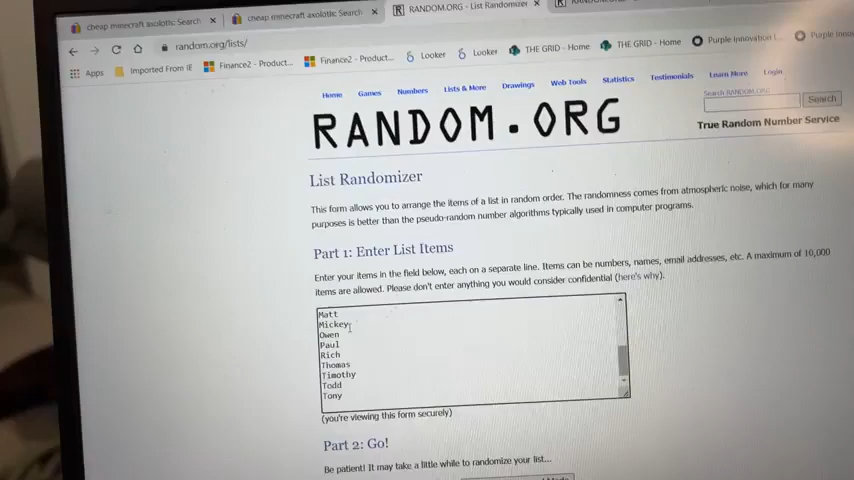 cheap minecraft axolotls: Search
cheap minecraft axolotls: Search
RANDOM.ORG - List Randomizer
random.org/lists/
Apps
Imported From IE
Finance2 - Product...
Finance2 - Product...
Looker
Looker
THE GRID - Home
THE GRID - Home
Purple Innovation
Home
Games
Numbers
Lists & More
Drawings
Web Tools
Statistics
Testimonials
Learn More
Login
Search RANDOM.ORG
Search
RANDOM.ORG
True Random Number Service
List Randomizer
This form allows you to arrange the items of a list in random order. The randomness comes from atmospheric noise, which for many
purposes is better than the pseudo-random number algorithms typically used in computer programs.
Part 1: Enter List Items
Enter your items in the field below, each on a separate line. Items can be numbers, names, email addresses, etc. A maximum of 10,000
items are allowed. Please don't enter anything you would consider confidential (here's why).
Matt
Mickey
Owen
Paul
Rich
Thomas
Timothy
Todd
Tony
(you're viewing this form securely)
Part 2: Go!
Be patient! It may take a little while to randomize your list...